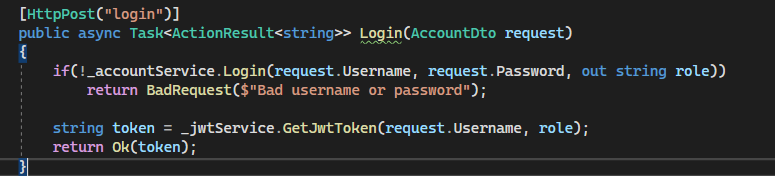 [HttpPost("login")]
public async Task<ActionResult<string>> Login(AccountDto request)
{
if(!_accountService.Login(request.Username, request.Password, out string role))
return BadRequest($"Bad username or password");
string token = _jwtService.GetJwtToken(request.Username, role);
return Ok(token);
}